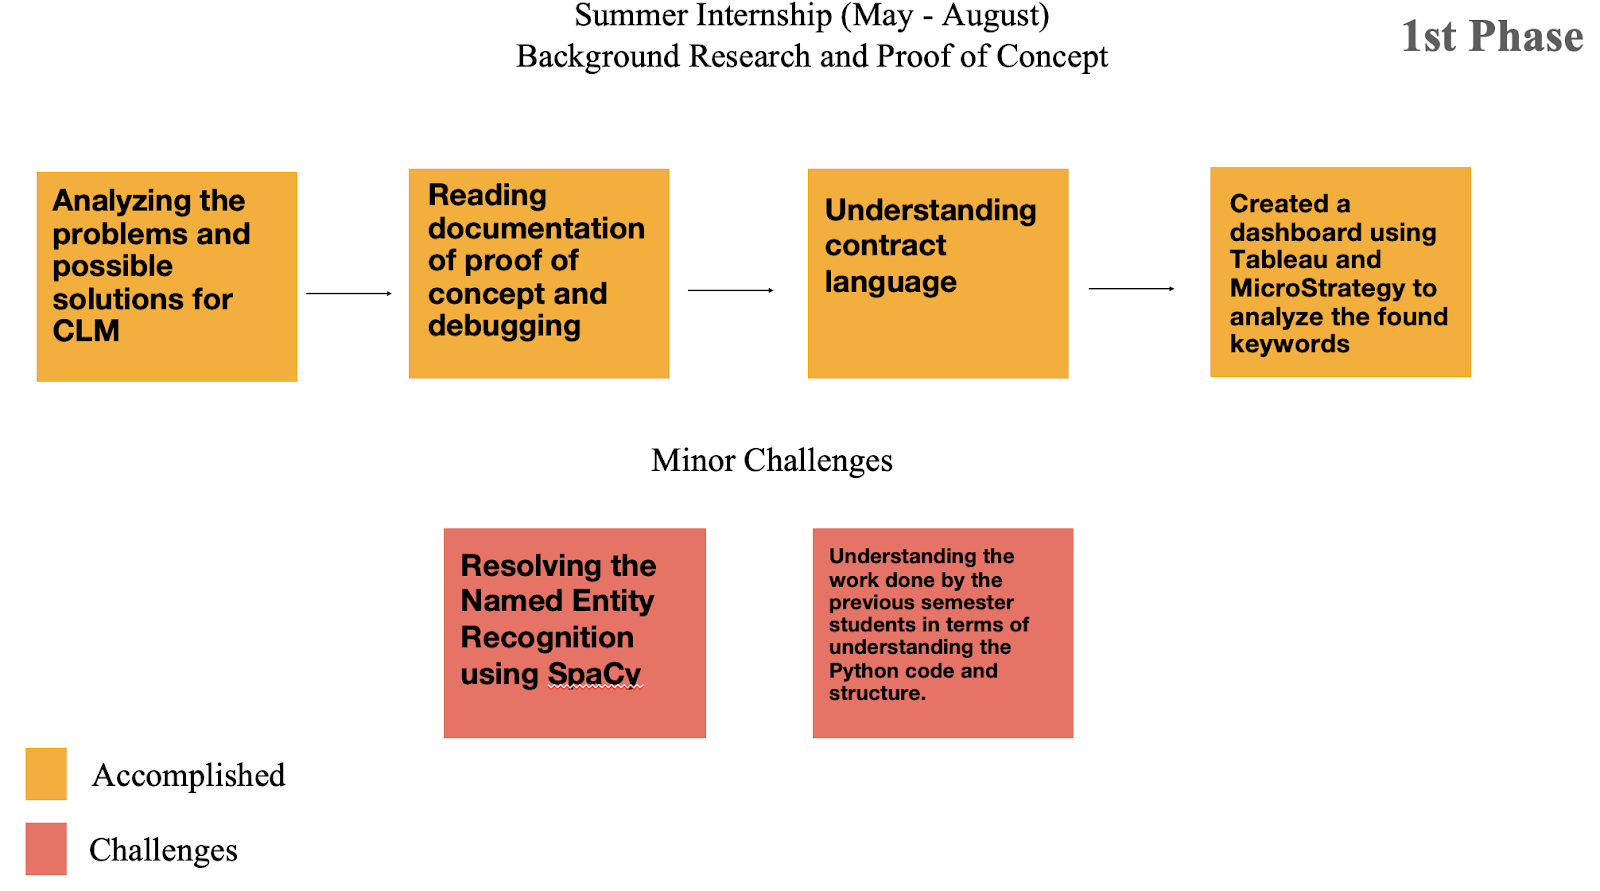 Summer Internship (May - August)
Background Research and Proof of Concept
1st Phase
Analyzing the
problems and
possible
solutions for
CLM
Reading
documentation
of proof of
concept and
debugging
Understanding
contract
language
Created a
dashboard using
Tableau and
MicroStrategy to
analyze the found
keywords
Minor Challenges
Resolving the
Named Entity
Recognition
using SpaCy
Understanding the
work done by the
previous semester
students in terms of
understanding the
Python code and
structure.
Accomplished
Challenges